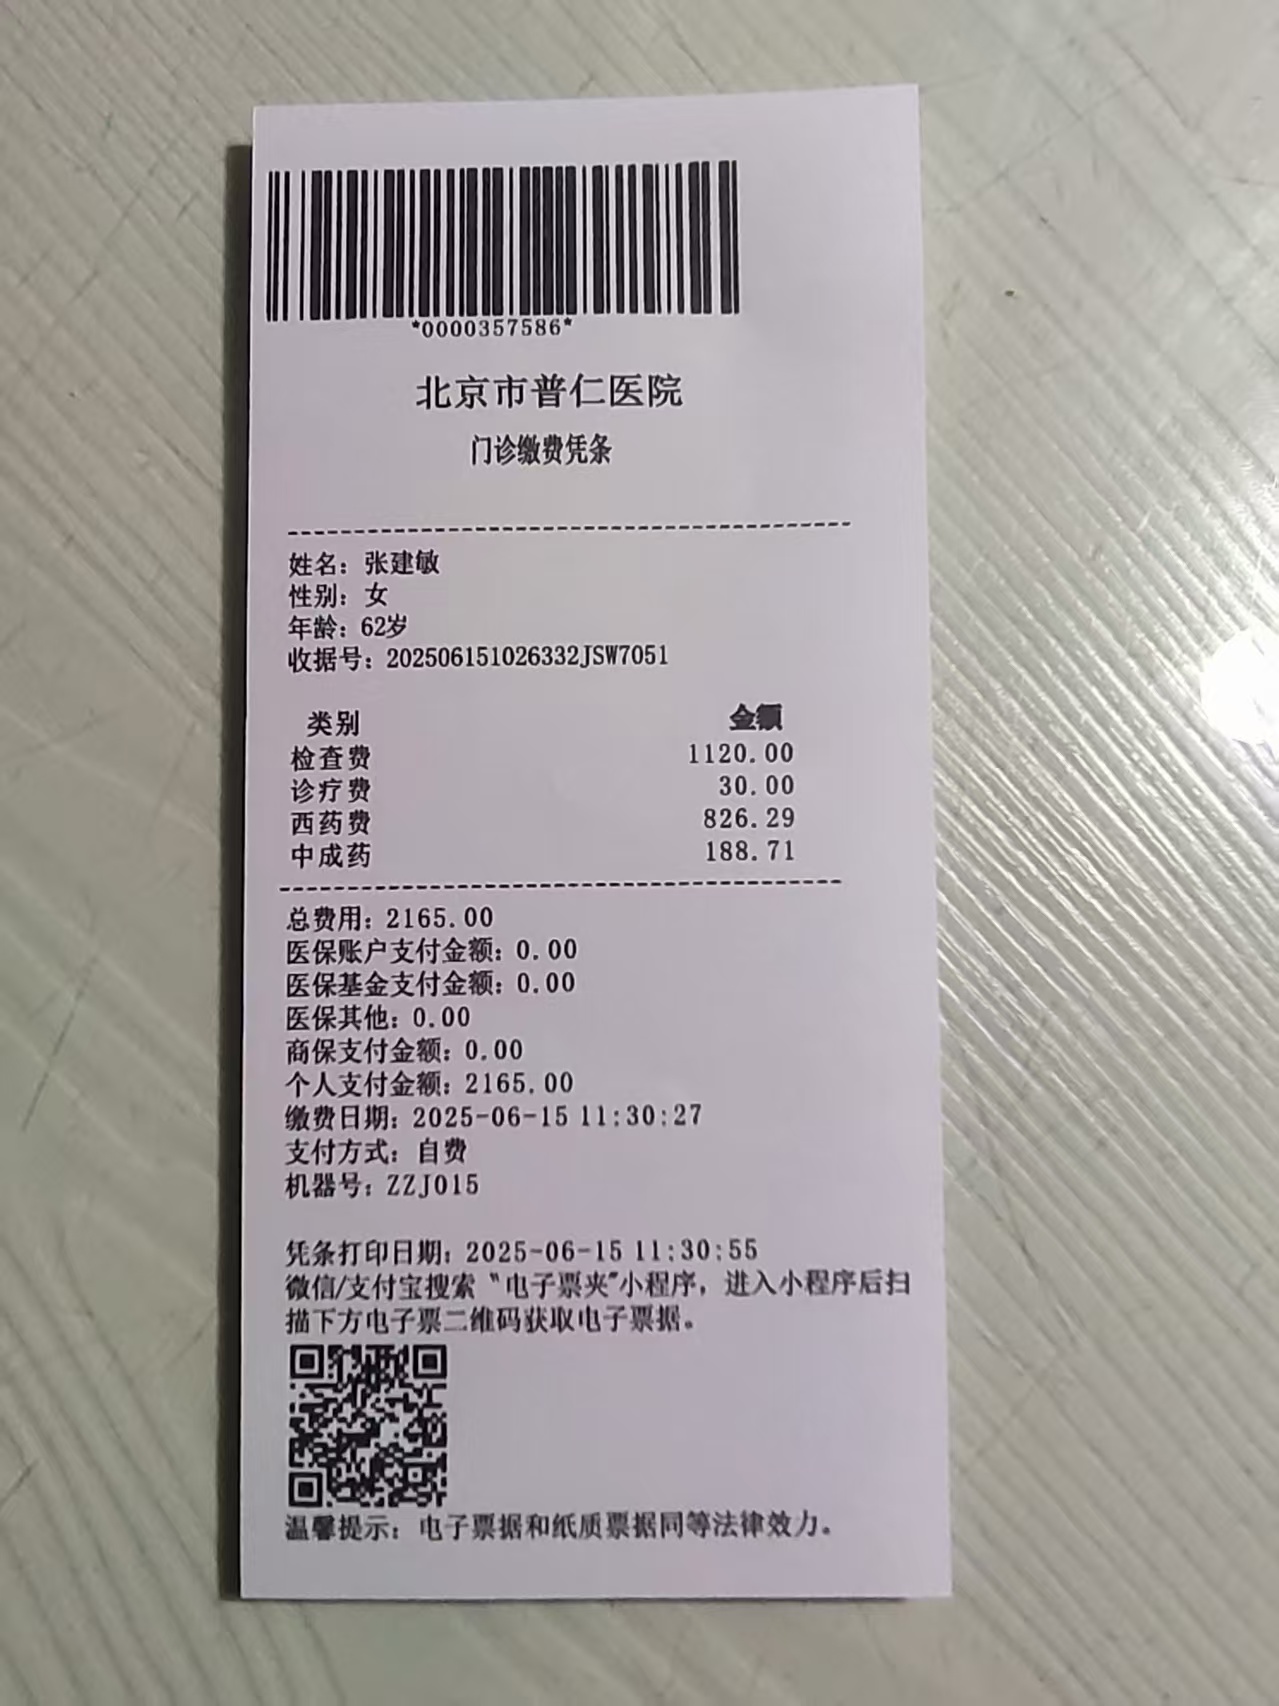 *0000357586*
北京市普仁医院
门诊缴费凭条
姓名：张建敏
性别：女
年龄：62岁
收据号：202506151026332JSW7051
类别 金额
检查费 1120.00
诊疗费 30.00
西药费 826.29
中成药 188.71
总费用：2165.00
医保账户支付金额：0.00
医保基金支付金额：0.00
医保其他：0.00
商保支付金额：0.00
个人支付金额：2165.00
缴费日期：2025-06-15 11:30:27
支付方式：自费
机器号：ZZJ015
凭条打印日期：2025-06-15 11:30:55
微信/支付宝搜索“电子票夹”小程序，进入小程序后扫
描下方电子票二维码获取电子票据。
温馨提示：电子票据和纸质票据同等法律效力。